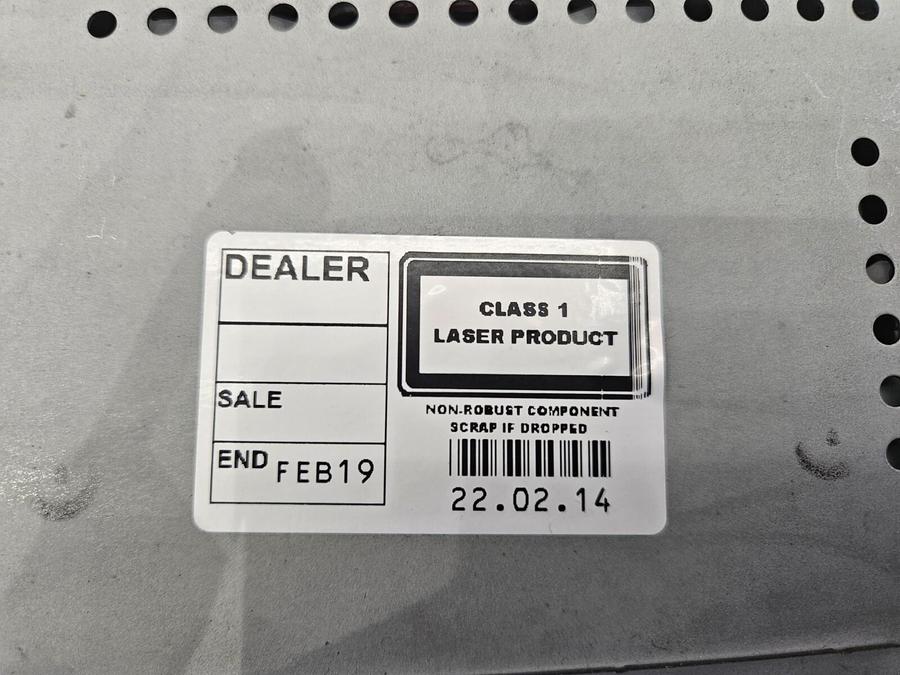 DEALER
SALE
END FEB19
CLASS 1
LASER PRODUCT
NON-ROBUST COMPONENT
SCRAP IF DROPPED
22.02.14